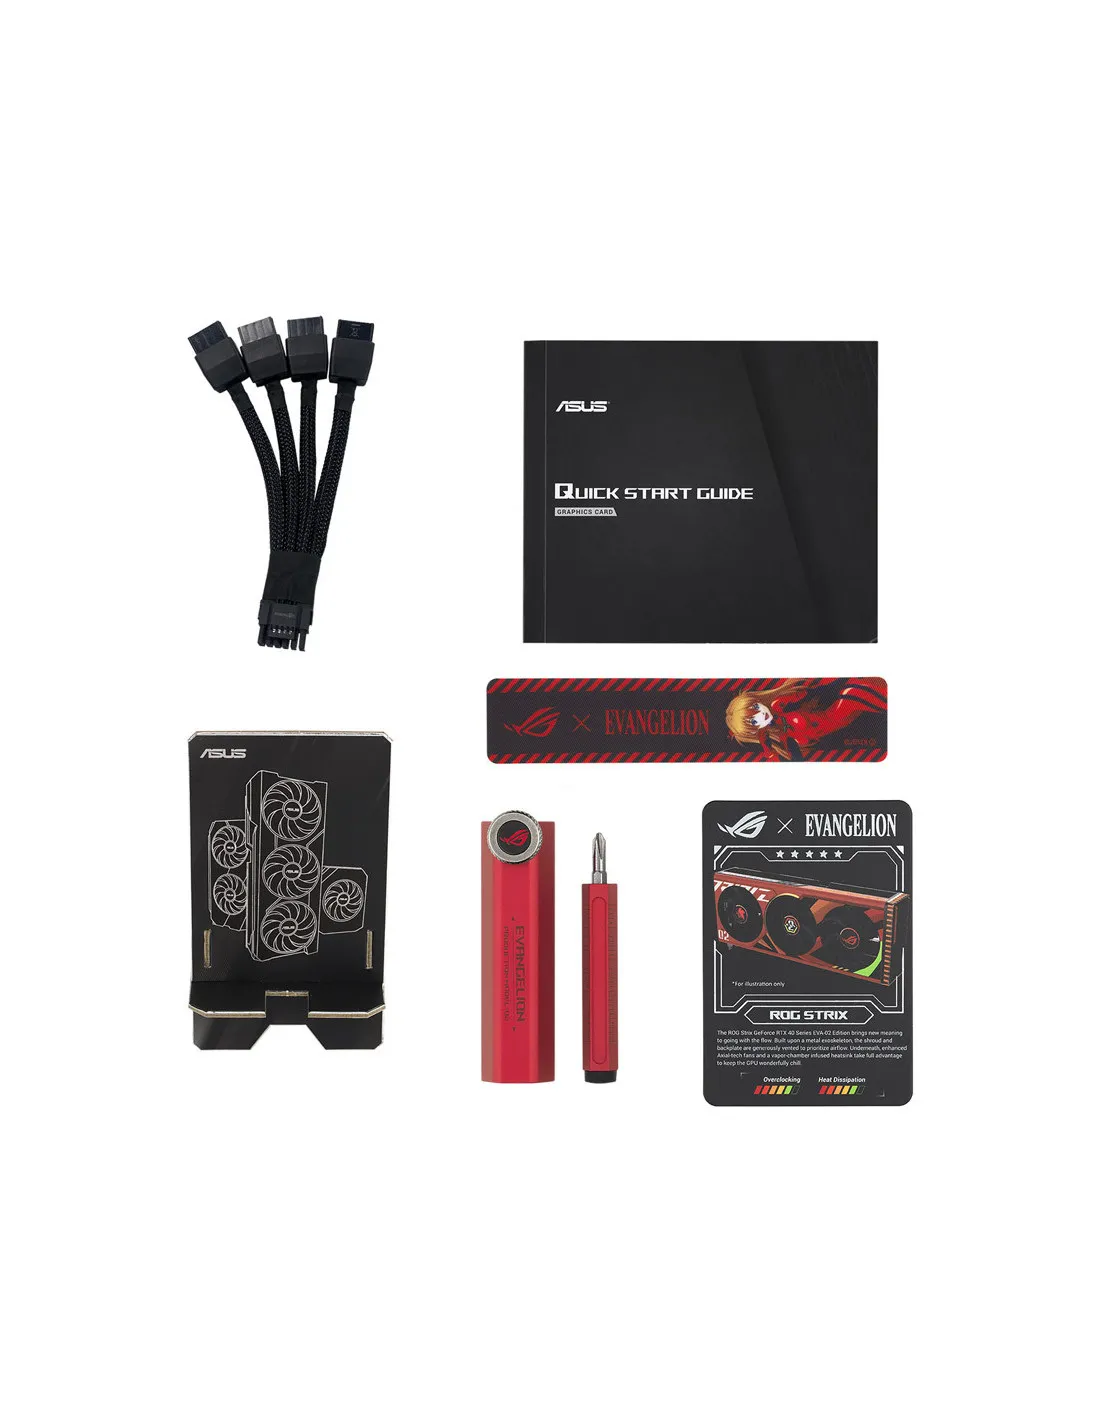 ASUS
QUICK START GUIDE
GRAPHICS CARD
× EVANGELION
ASUS
ASUS
ASUS
ASUS
EVANGELION
× EVANGELION
02
*For illustration only
ROG STRIX
The ROG Strix GeForce RTX 40 Series EVA-02 Edition brings new meaning
to going with the flow. Built upon a metal exoskeleton, the shroud and
backplate are generously vented to prioritize airflow. Underneath, enhanced
Axial-tech fans and a vapor-chamber infused heatsink take full advantage
to keep the GPU wonderfully chill.
Overclocking
Heat Dissipation